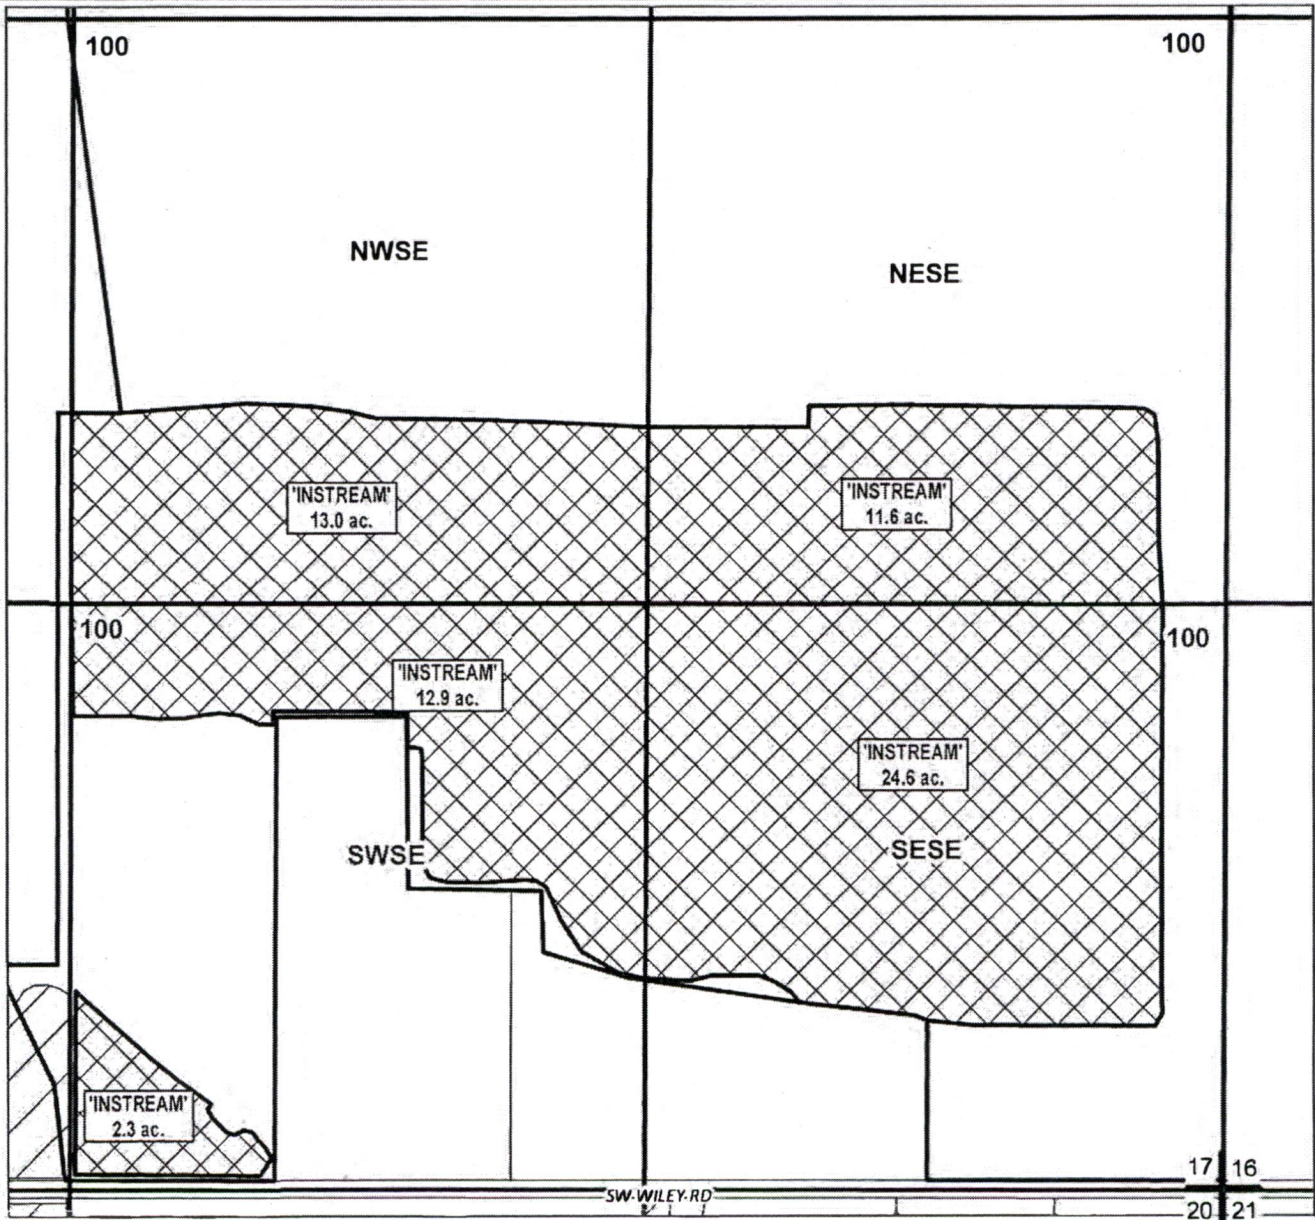 100
100
NWSE
NESE
'INSTREAM'
13.0 ac.
'INSTREAM'
11.6 ac.
100
100
'INSTREAM'
12.9 ac.
'INSTREAM'
24.6 ac.
SWSE
SESE
'INSTREAM'
2.3 ac.
17 16
SW WILEY RD
20 21